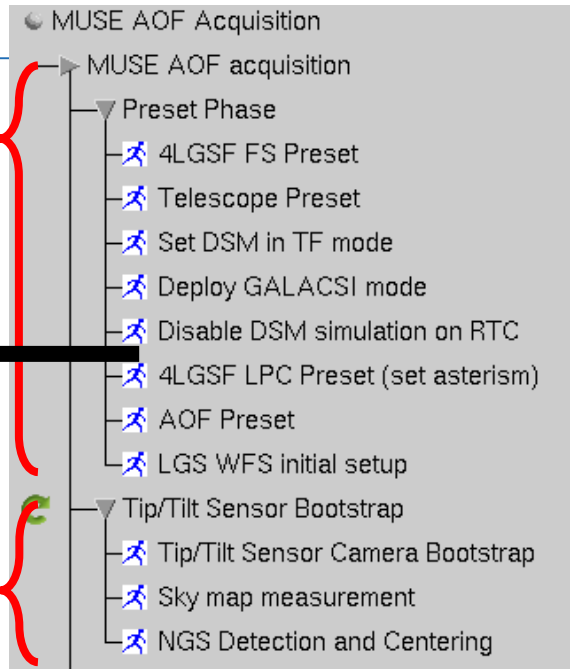 MUSE AOF Acquisition
MUSE AOF acquisition
Preset Phase
4LGSF FS Preset
Telescope Preset
Set DSM in TF mode
Deploy GALACSI mode
Disable DSM simulation on RTC
4LGSF LPC Preset (set asterism)
AOF Preset
LGS WFS initial setup
Tip/Tilt Sensor Bootstrap
Tip/Tilt Sensor Camera Bootstrap
Sky map measurement
NGS Detection and Centering